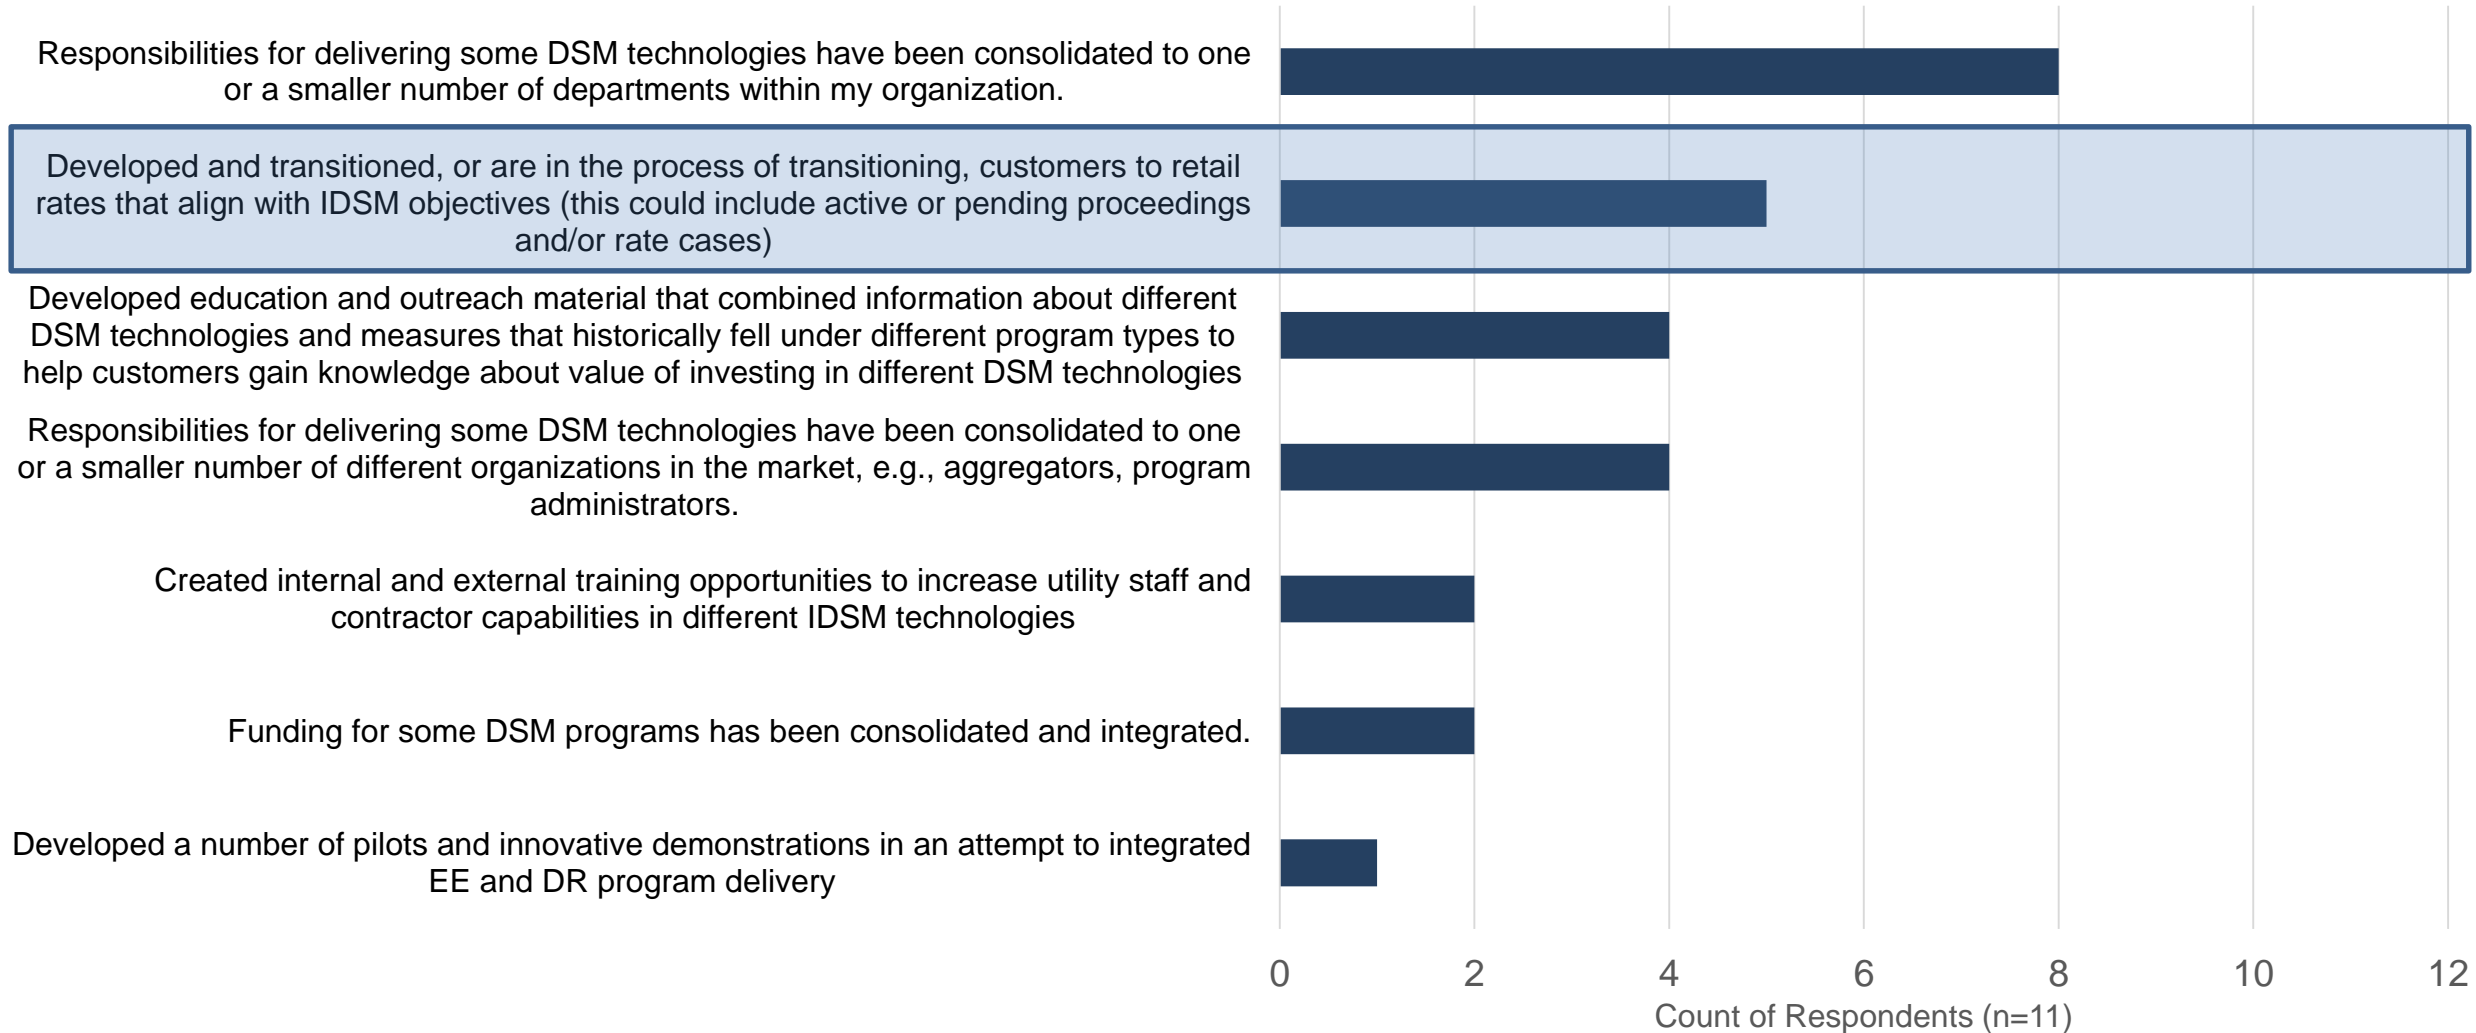 Responsibilities for delivering some DSM technologies have been consolidated to one
or a smaller number of departments within my organization.
Developed and transitioned, or are in the process of transitioning, customers to retail
rates that align with IDSM objectives (this could include active or pending proceedings
and/or rate cases)
Developed education and outreach material that combined information about different
DSM technologies and measures that historically fell under different program types to
help customers gain knowledge about value of investing in different DSM technologies
Responsibilities for delivering some DSM technologies have been consolidated to one
or a smaller number of different organizations in the market, e.g., aggregators, program
administrators.
Created internal and external training opportunities to increase utility staff and
contractor capabilities in different IDSM technologies
Funding for some DSM programs has been consolidated and integrated.
Developed a number of pilots and innovative demonstrations in an attempt to integrated
EE and DR program delivery
0 2 4 6 8 10 12
Count of Respondents (n=11)